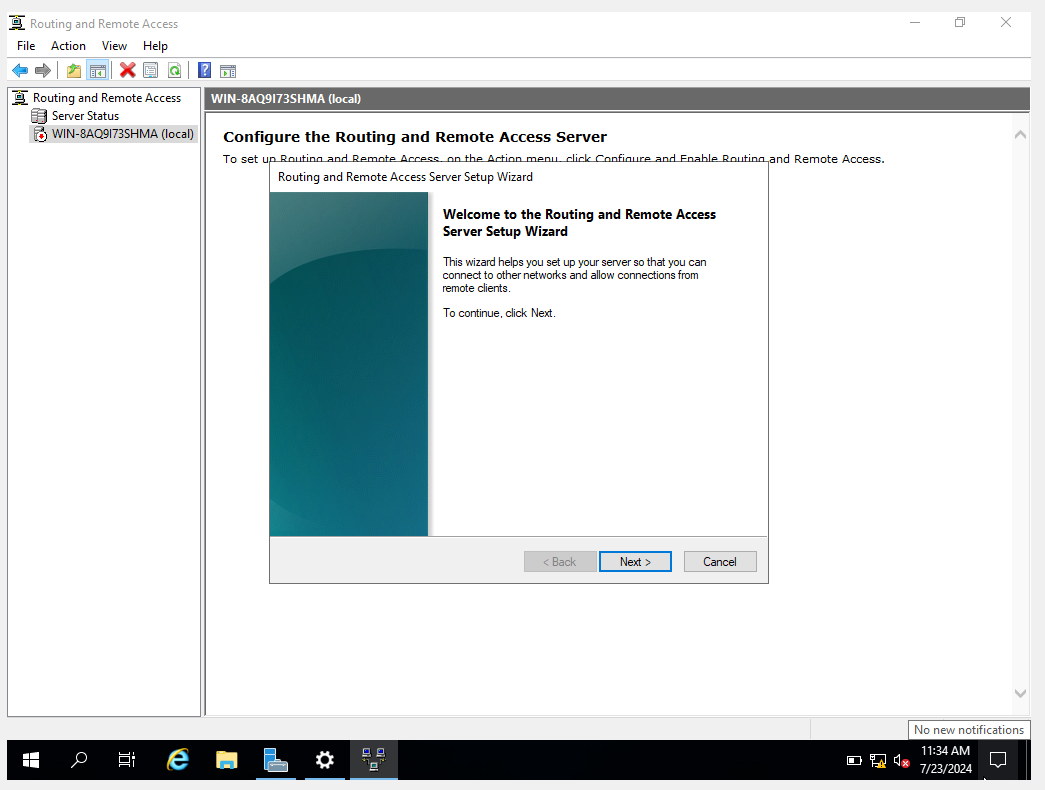 Routing and Remote Access
File Action View Help
Routing and Remote Access
Server Status
WIN-8AQ9I73SHMA (local)
WIN-8AQ9I73SHMA (local)
Configure the Routing and Remote Access Server
To set up Routing and Remote Access, on the Action menu, click Configure and Enable Routing and Remote Access.
Routing and Remote Access Server Setup Wizard
Welcome to the Routing and Remote Access
Server Setup Wizard
This wizard helps you set up your server so that you can
connect to other networks and allow connections from
remote clients.
To continue, click Next.
< Back
Next >
Cancel
No new notifications
11:34 AM
7/23/2024